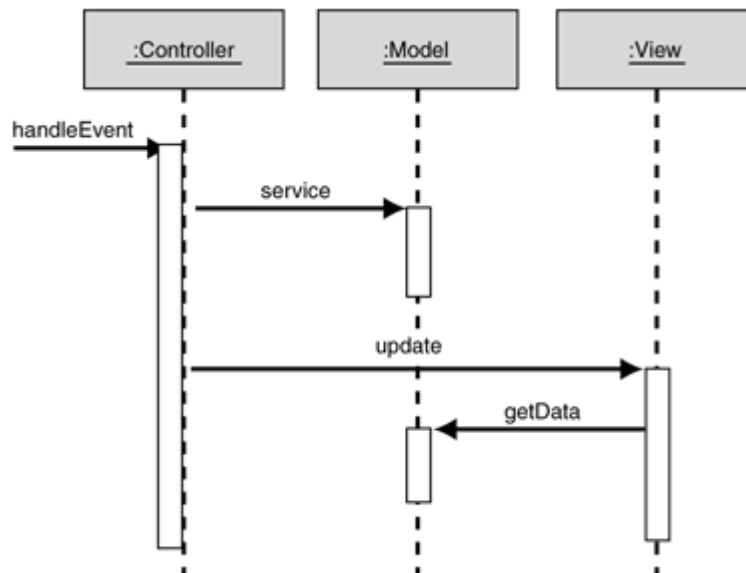 :Controller
:Model
:View
handleEvent
service
update
getData